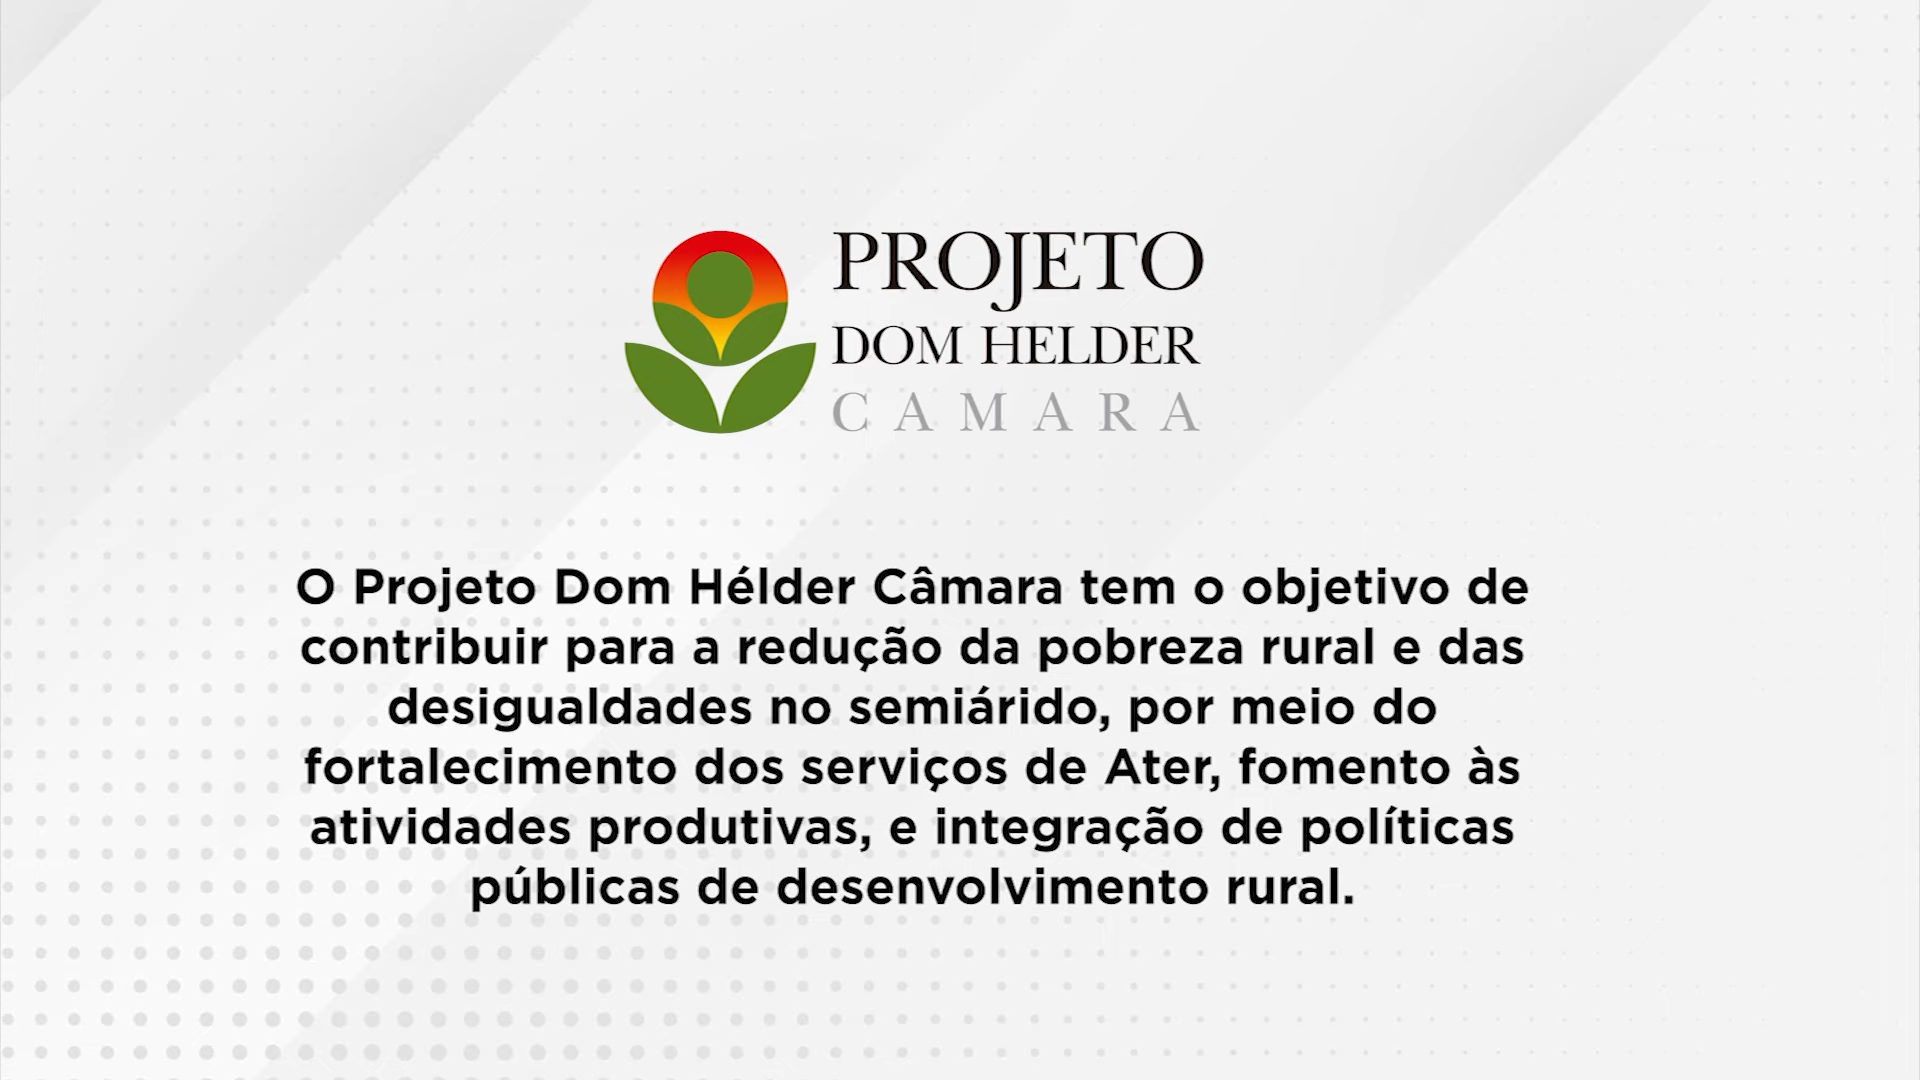 PROJETO
DOM HELDER
CAMARA
O Projeto Dom Hélder Câmara tem o objetivo de
contribuir para a redução da pobreza rural e das
desigualdades no semiárido, por meio do
fortalecimento dos serviços de Ater, fomento às
atividades produtivas, e integração de políticas
públicas de desenvolvimento rural.